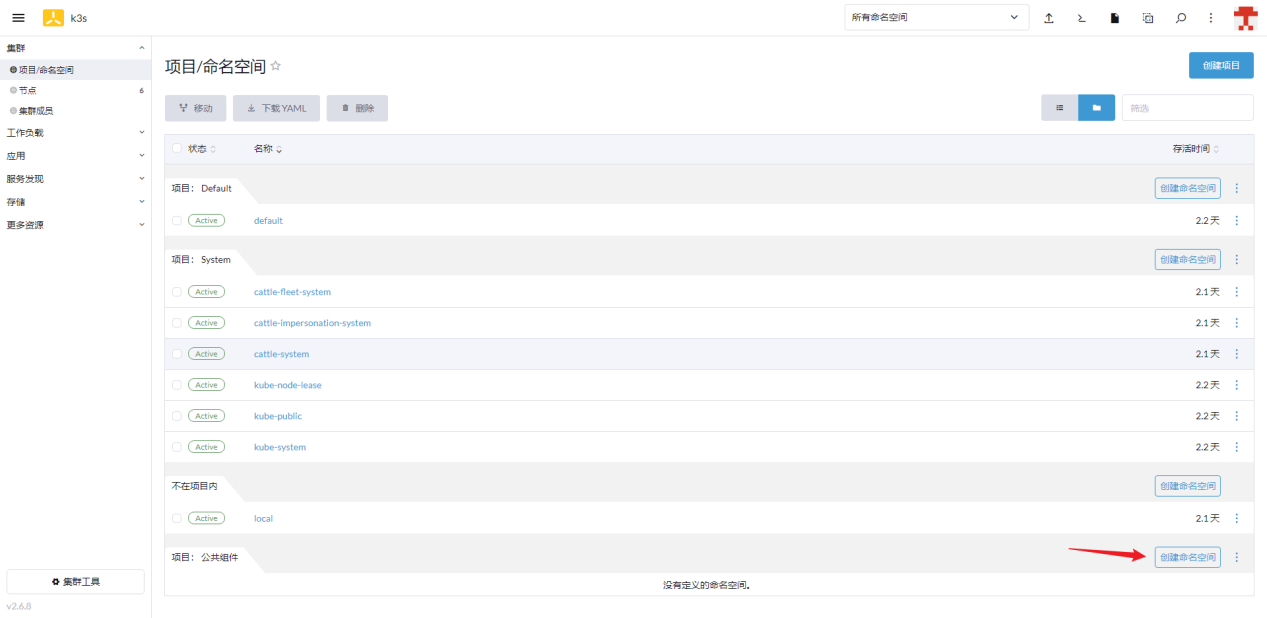 k3s
所有命名空间
集群
项目/命名空间
节点 6
集群成员
工作负载
应用
服务发现
存储
更多资源
集群工具
v2.6.8
项目/命名空间
创建项目
移动 下载 YAML 删除
筛选
状态 名称 存活时间
项目: Default 创建命名空间
Active default 2.2 天
项目: System 创建命名空间
Active cattle-fleet-system 2.1 天
Active cattle-impersonation-system 2.1 天
Active cattle-system 2.1 天
Active kube-node-lease 2.2 天
Active kube-public 2.2 天
Active kube-system 2.2 天
不在项目内 创建命名空间
Active local 2.1 天
项目: 公共组件 创建命名空间
没有定义的命名空间。